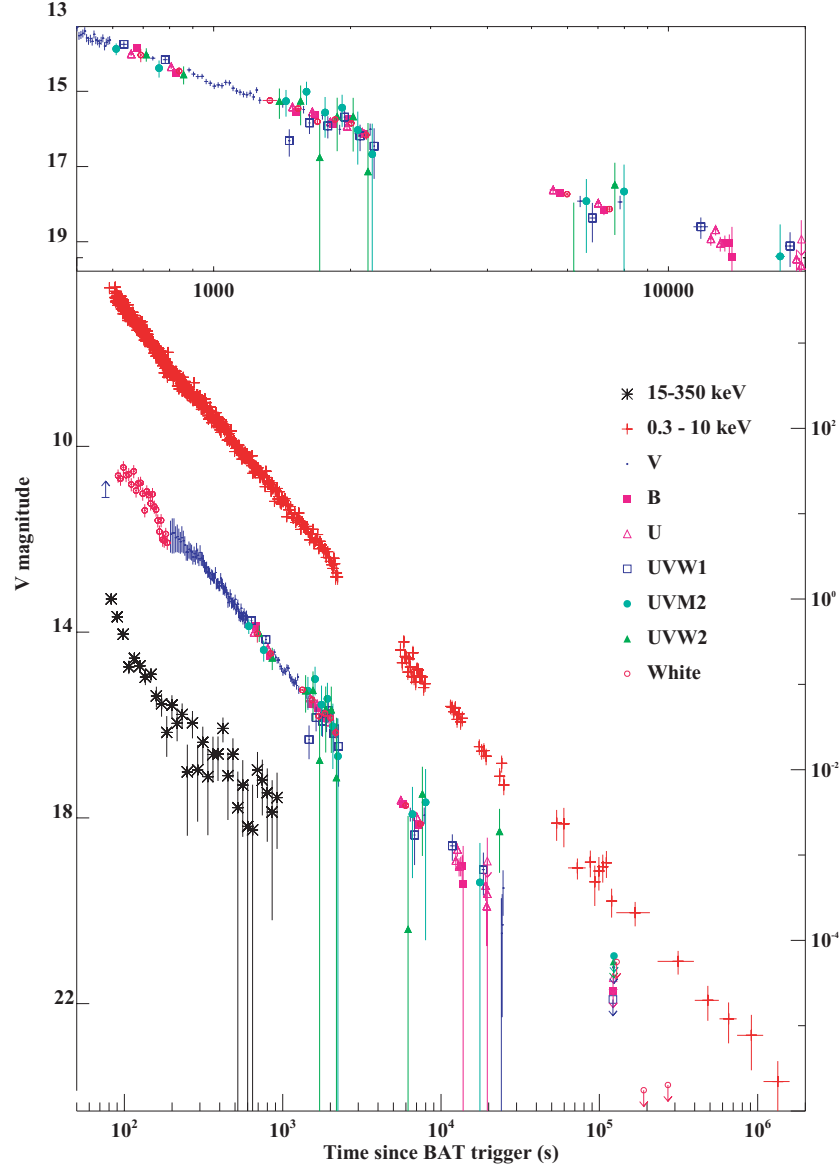 13
15
17
19
1000
10000
10
14
18
22
V magnitude
15-350 keV
0.3 - 10 keV
V
B
U
UVW1
UVM2
UVW2
White
10²
10⁰
10⁻²
10⁻⁴
10² 10³ 10⁴ 10⁵ 10⁶
Time since BAT trigger (s)